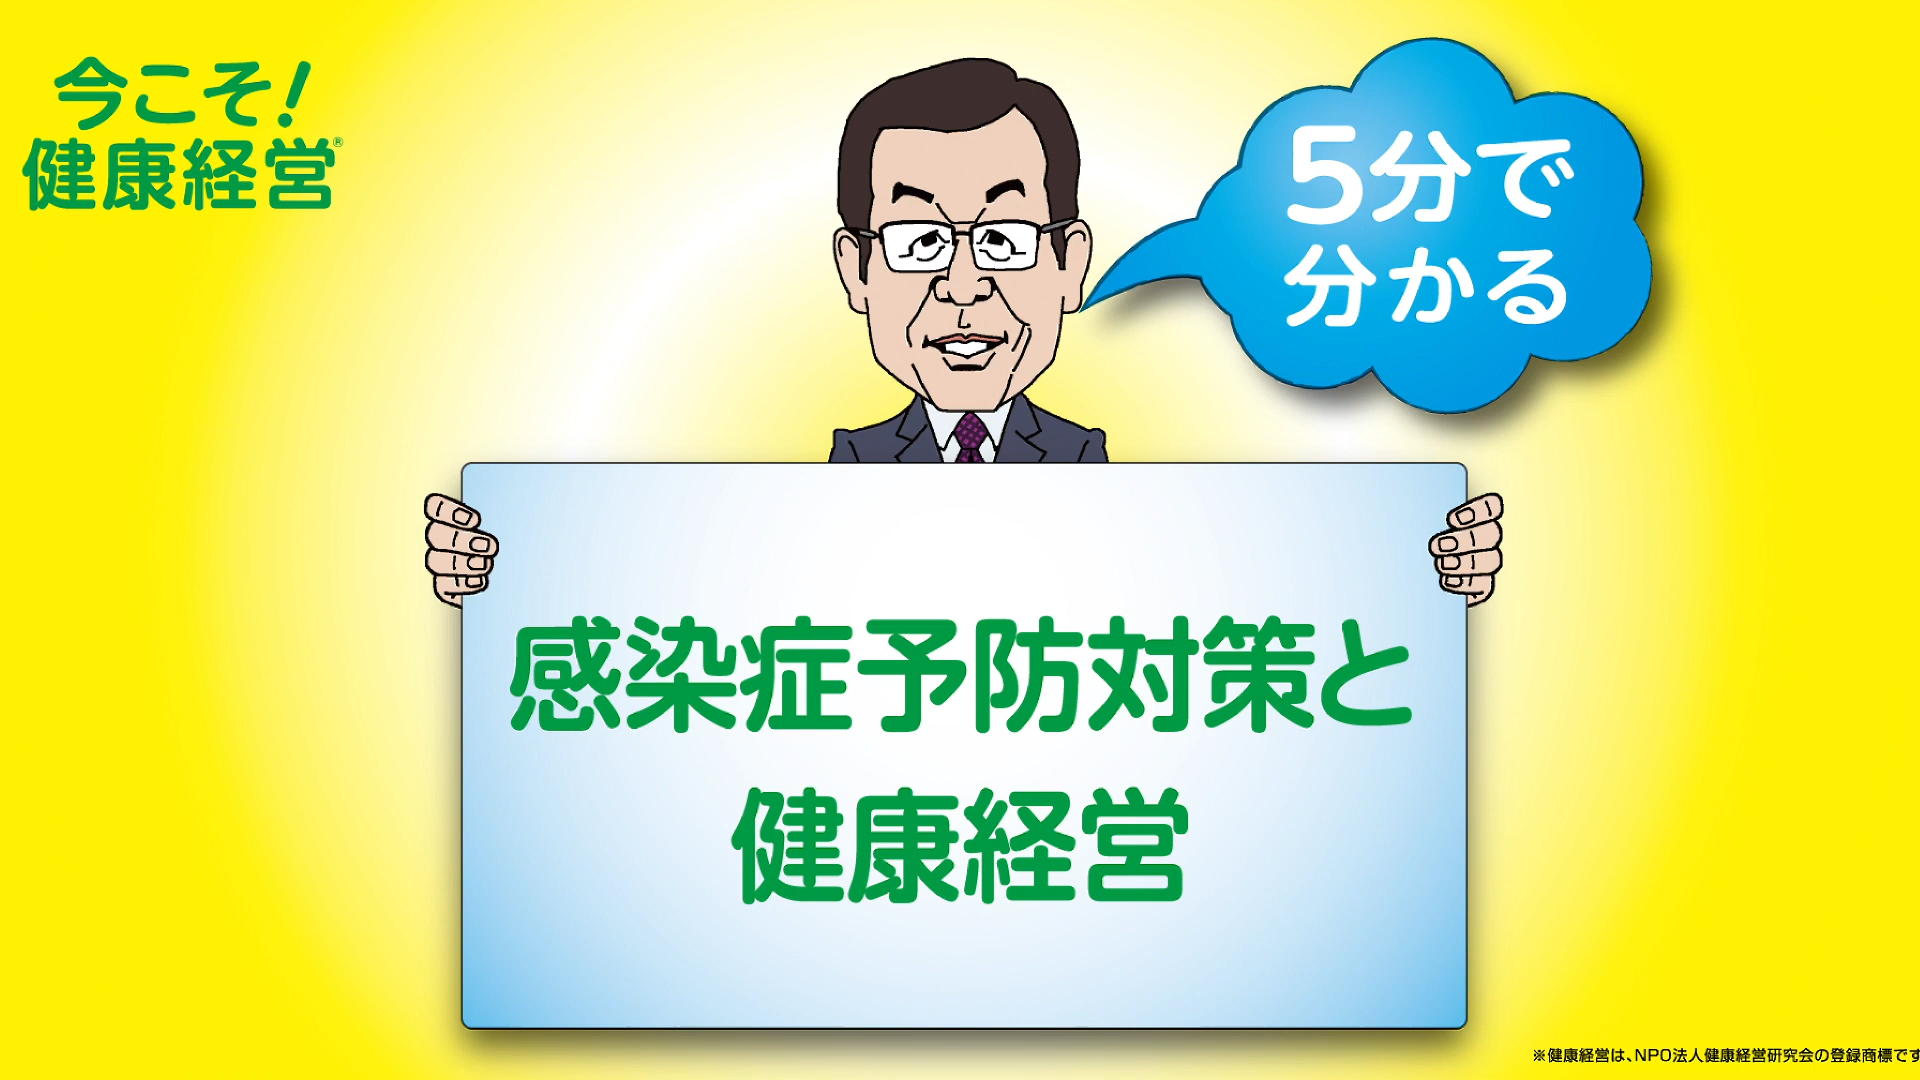 今こそ!
健康経営®
5分で
分かる
感染症予防対策と
健康経営
※健康経営は、NPO法人健康経営研究会の登録商標です